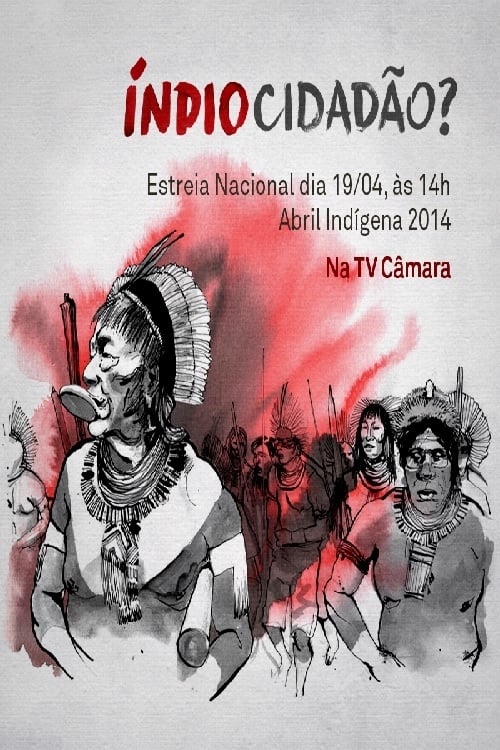 ÍNDIO CIDADÃO?
Estreia Nacional dia 19/04, às 14h
Abril Indígena 2014
Na TV Câmara